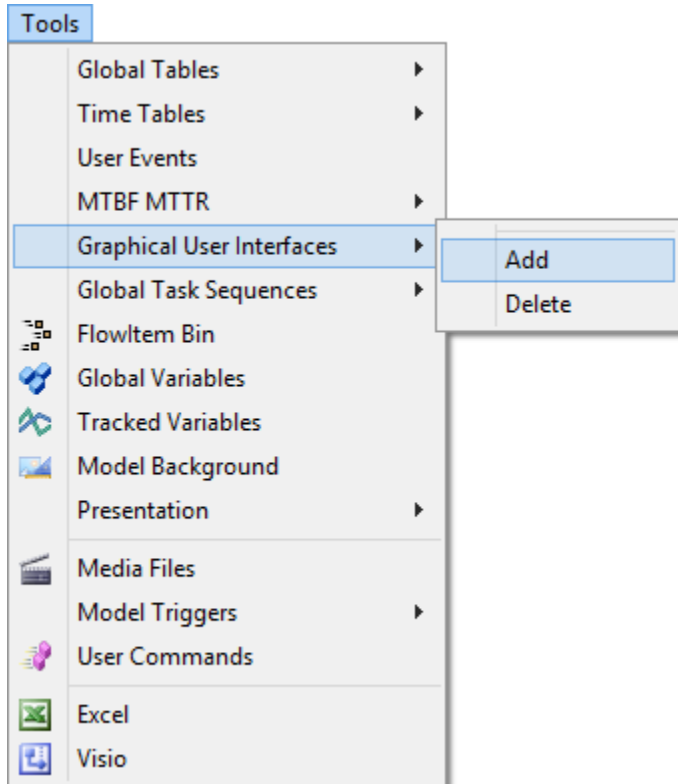 Tools
Global Tables
Time Tables
User Events
MTBF MTTR
Graphical User Interfaces
Add
Global Task Sequences
Delete
FlowItem Bin
Global Variables
Tracked Variables
Model Background
Presentation
Media Files
Model Triggers
User Commands
Excel
Visio